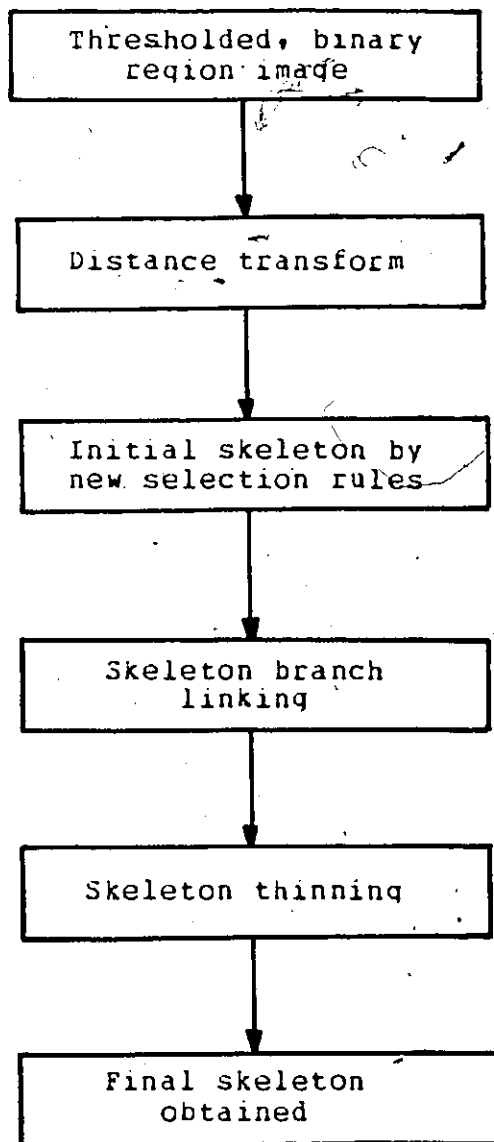 Thresholded, binary
region image
Distance transform
Initial skeleton by
new selection rules
Skeleton branch
linking
Skeleton thinning
Final skeleton
obtained